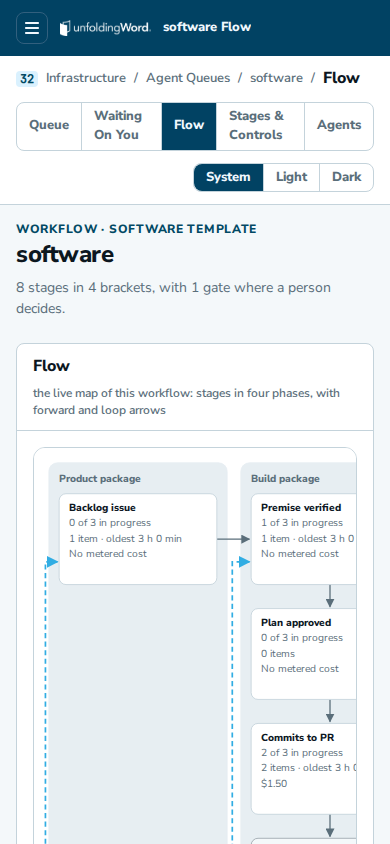 unfoldingWord® software Flow
32 Infrastructure / Agent Queues / software / Flow
Queue
Waiting On You
Flow
Stages & Controls
Agents
System Light Dark
WORKFLOW · SOFTWARE TEMPLATE
software
8 stages in 4 brackets, with 1 gate where a person
decides.
Flow
the live map of this workflow: stages in four phases, with
forward and loop arrows
Product package
Backlog issue
0 of 3 in progress
1 item · oldest 3 h 0 min
No metered cost
Build package
Premise verified
1 of 3 in progress
1 item · oldest 3 h 0
No metered cost
Plan approved
0 of 3 in progress
0 items
No metered cost
Commits to PR
2 of 3 in progress
2 items · oldest 3 h
$1.50